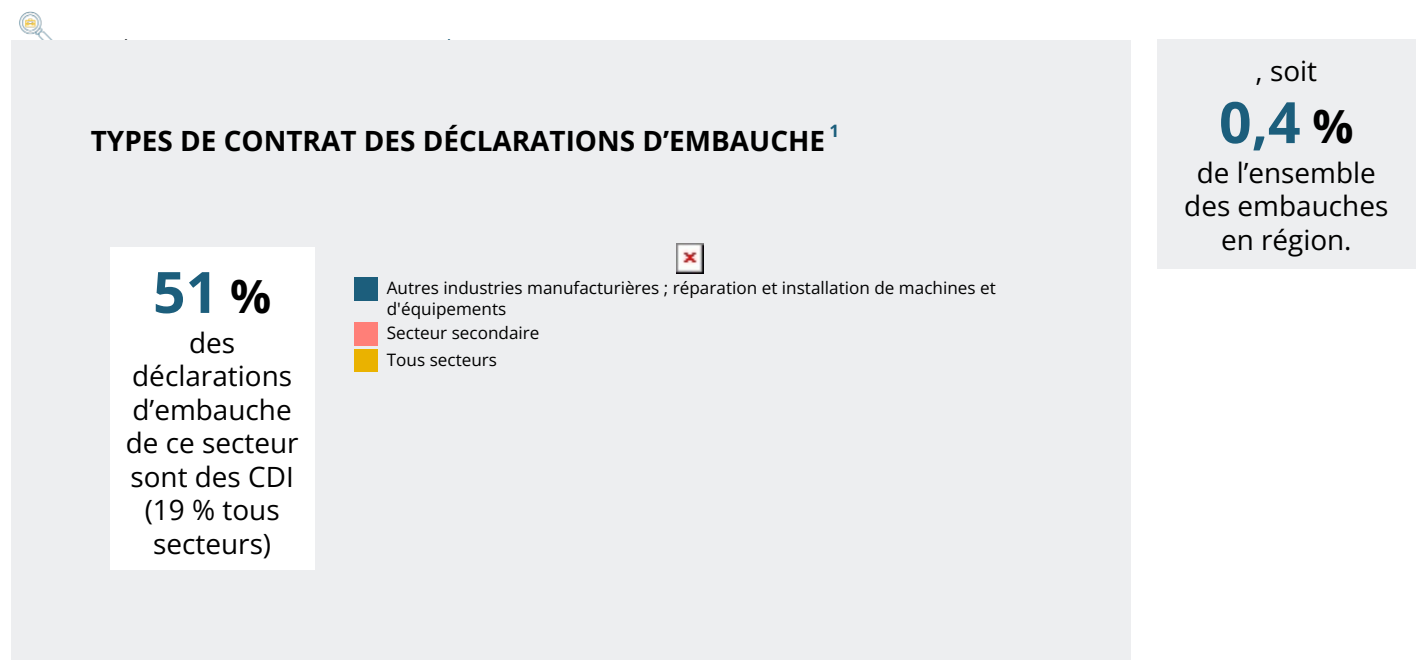 TYPES DE CONTRAT DES DÉCLARATIONS D’EMBAUCHE 1
51 %
des
déclarations
d’embauche
de ce secteur
sont des CDI
(19 % tous
secteurs)
Autres industries manufacturières ; réparation et installation de machines et
d'équipements
Secteur secondaire
Tous secteurs
, soit
0,4 %
de l’ensemble
des embauches
en région.